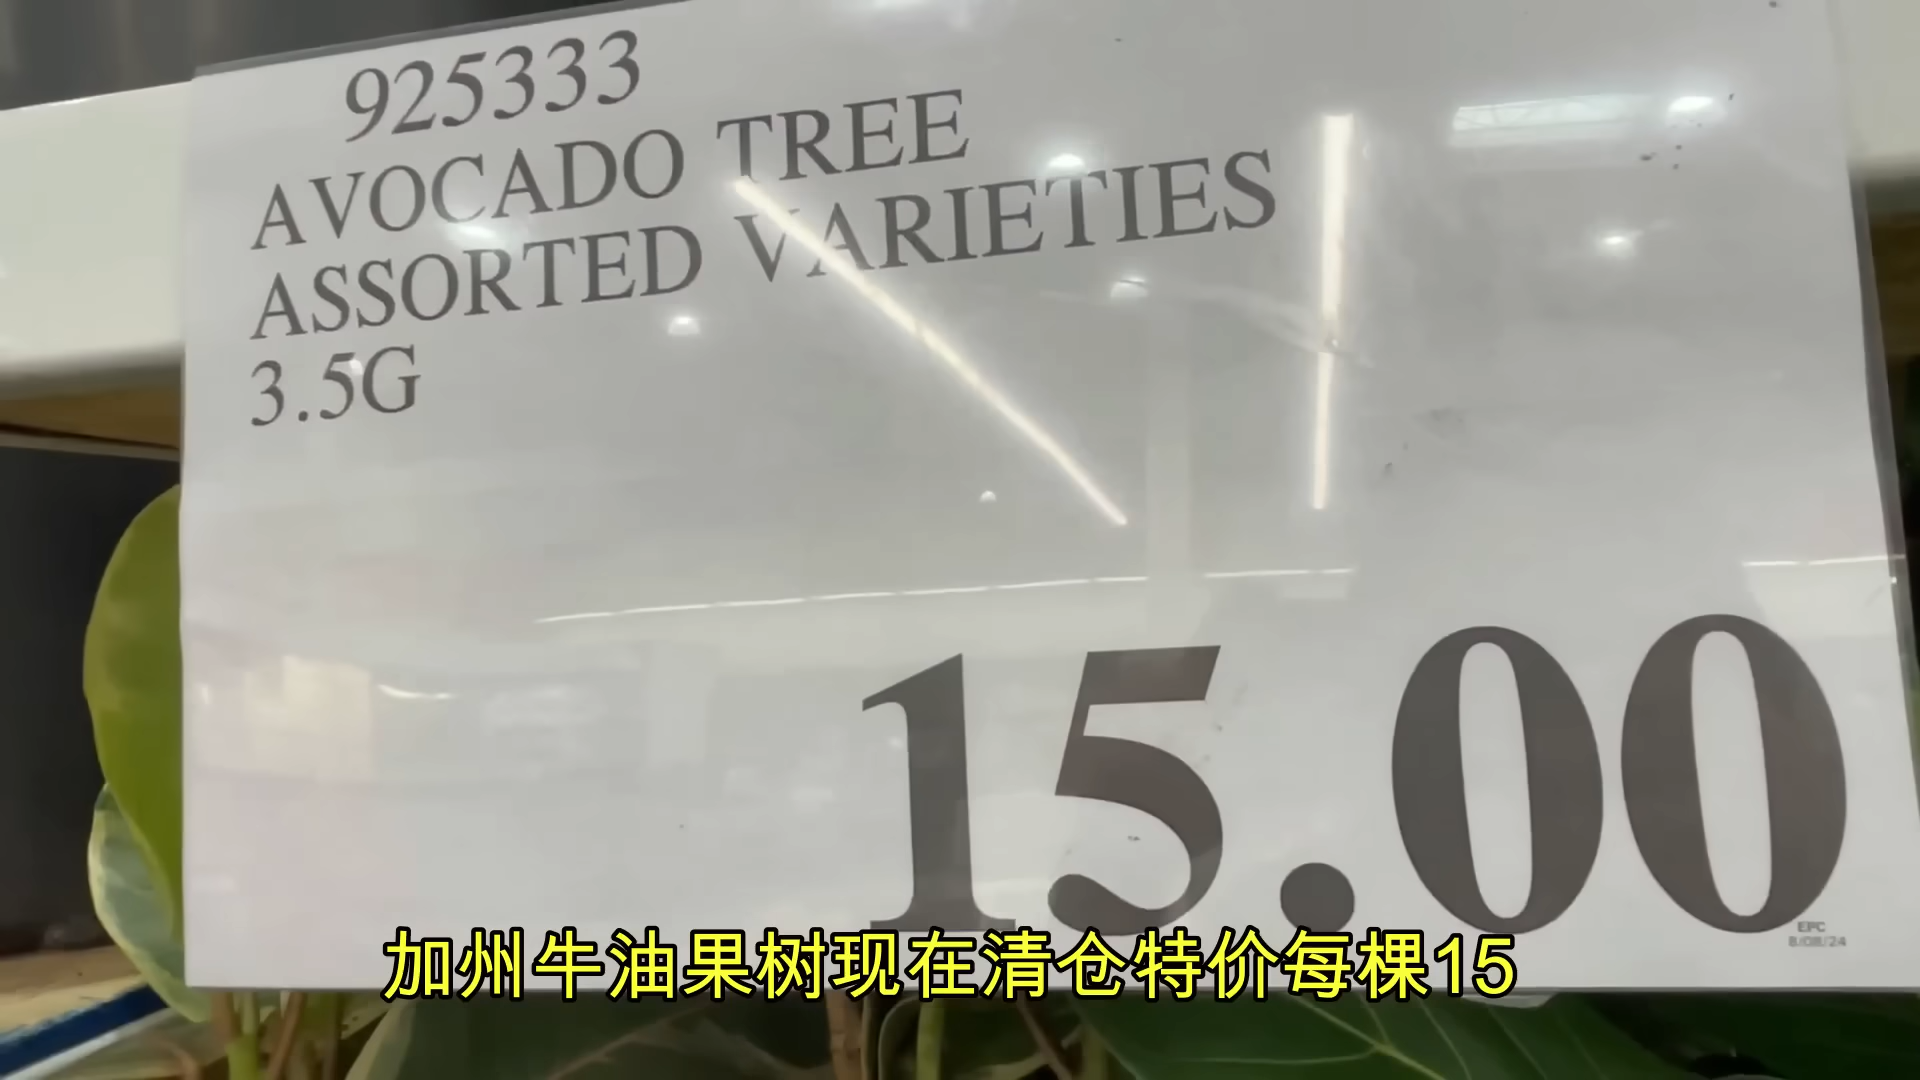 925333
AVOCADO TREE
ASSORTED VARIETIES
3.5G
15.00
EPC
8/08/24
加州牛油果树现在清仓特价每棵15